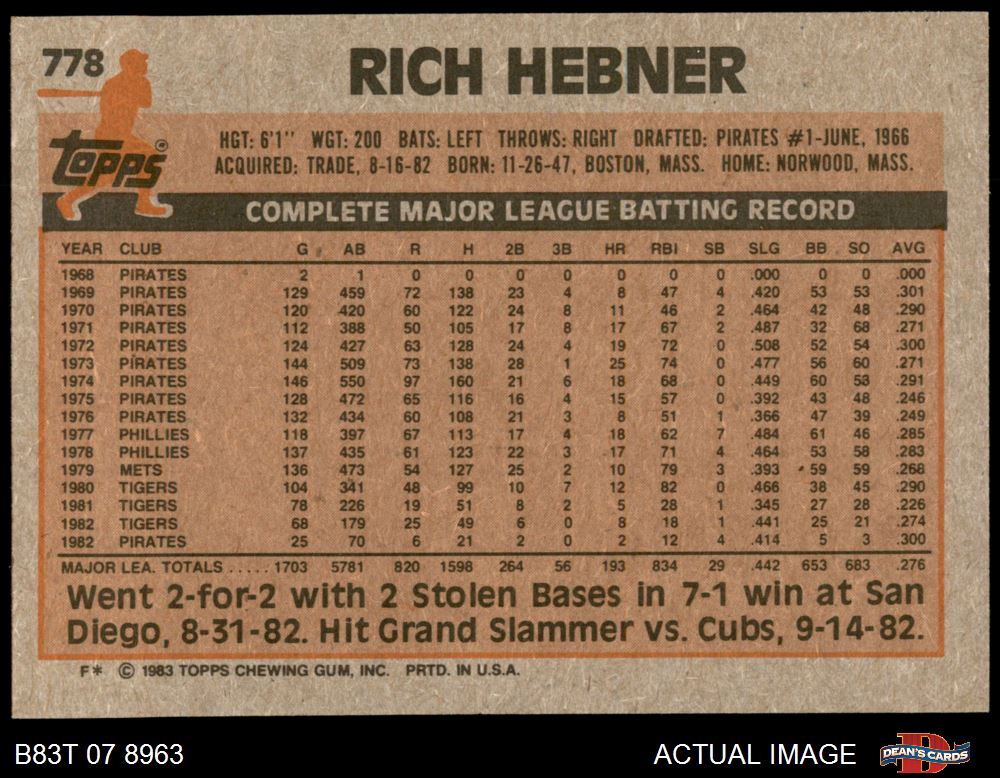 778
RICH HEBNER
Topps®
HGT: 6'1'' WGT: 200 BATS: LEFT THROWS: RIGHT DRAFTED: PIRATES #1-JUNE, 1966
ACQUIRED: TRADE, 8-16-82 BORN: 11-26-47, BOSTON, MASS. HOME: NORWOOD, MASS.
COMPLETE MAJOR LEAGUE BATTING RECORD
YEAR CLUB G AB R H 2B 3B HR RBI SB SLG BB SO AVG
1968 PIRATES 2 1 0 0 0 0 0 0 0 .000 0 0 .000
1969 PIRATES 129 459 72 138 23 4 8 47 4 .420 53 53 .301
1970 PIRATES 120 420 60 122 24 8 11 46 2 .464 42 48 .290
1971 PIRATES 112 388 50 105 17 8 17 67 2 .487 32 68 .271
1972 PIRATES 124 427 63 128 24 4 19 72 0 .508 52 54 .300
1973 PIRATES 144 509 73 138 28 1 25 74 0 .477 56 60 .271
1974 PIRATES 146 550 97 160 21 6 18 68 0 .449 60 53 .291
1975 PIRATES 128 472 65 116 16 4 15 57 0 .392 43 48 .246
1976 PIRATES 132 434 60 108 21 3 8 51 1 .366 47 39 .249
1977 PHILLIES 118 397 67 113 17 4 18 62 7 .484 61 46 .285
1978 PHILLIES 137 435 61 123 22 3 17 71 4 .464 53 58 .283
1979 METS 136 473 54 127 25 2 10 79 3 .393 59 59 .268
1980 TIGERS 104 341 48 99 10 7 12 82 0 .466 38 45 .290
1981 TIGERS 78 226 19 51 8 2 5 28 1 .345 27 28 .226
1982 TIGERS 68 179 25 49 6 0 8 18 1 .441 25 21 .274
1982 PIRATES 25 70 6 21 2 0 2 12 4 .414 5 3 .300
MAJOR LEA. TOTALS ..... 1703 5781 820 1598 264 56 193 834 29 .442 653 683 .276
Went 2-for-2 with 2 Stolen Bases in 7-1 win at San
Diego, 8-31-82. Hit Grand Slammer vs. Cubs, 9-14-82.
F* © 1983 TOPPS CHEWING GUM, INC. PRTD. IN U.S.A.
B83T 07 8963 ACTUAL IMAGE DEAN'S CARDS